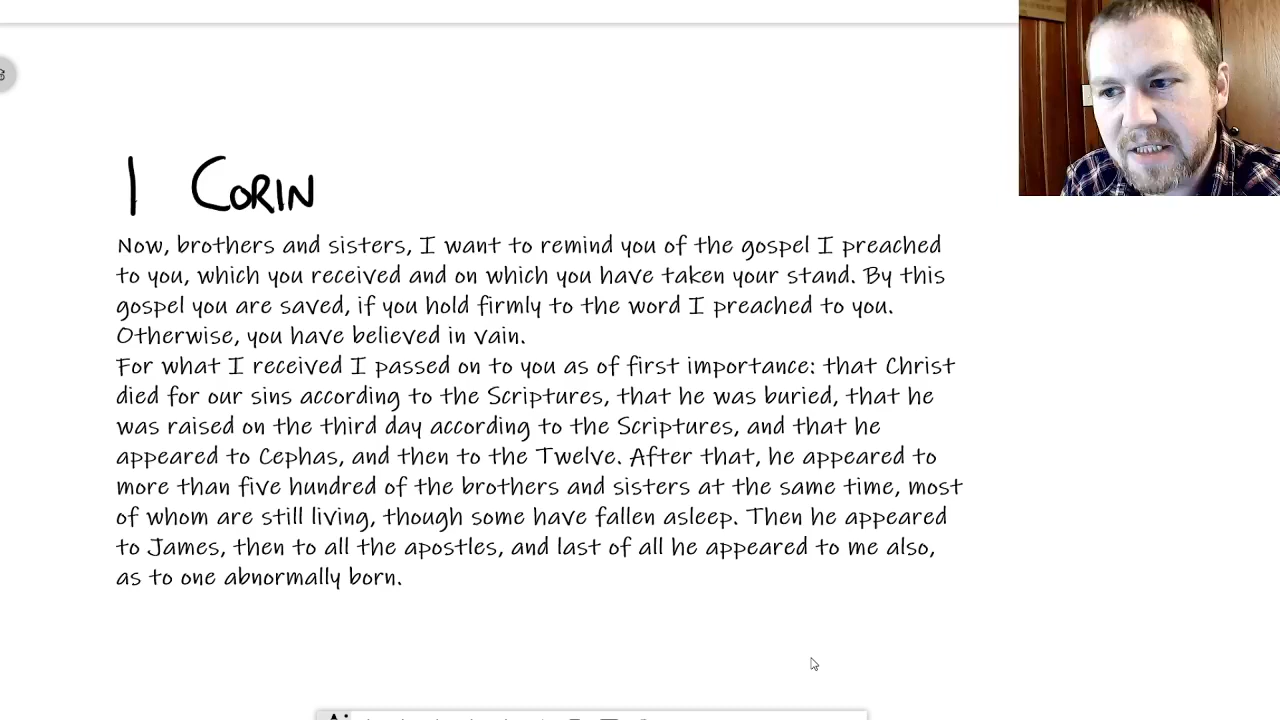 1 CORIN
Now, brothers and sisters, I want to remind you of the gospel I preached
to you, which you received and on which you have taken your stand. By this
gospel you are saved, if you hold firmly to the word I preached to you.
Otherwise, you have believed in vain.
For what I received I passed on to you as of first importance: that Christ
died for our sins according to the Scriptures, that he was buried, that he
was raised on the third day according to the Scriptures, and that he
appeared to Cephas, and then to the Twelve. After that, he appeared to
more than five hundred of the brothers and sisters at the same time, most
of whom are still living, though some have fallen asleep. Then he appeared
to James, then to all the apostles, and last of all he appeared to me also,
as to one abnormally born.